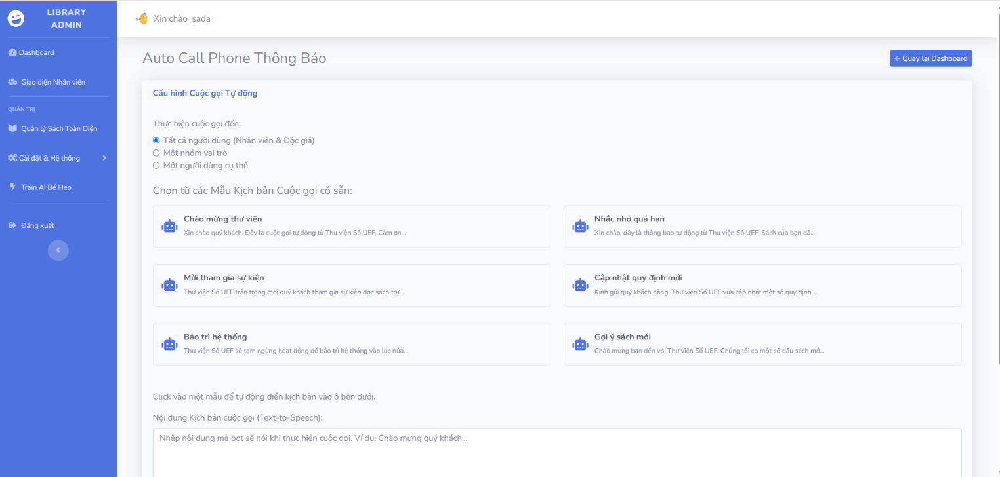 LIBRARY
ADMIN
Dashboard
Giao diện Nhân viên
QUẢN TRỊ
Quản lý Sách Toàn Diện
Cài đặt & Hệ thống
Train AI Bé Heo
Đăng xuất
Xin chào_sada
Auto Call Phone Thông Báo
Quay lại Dashboard
Cấu hình Cuộc gọi Tự động
Thực hiện cuộc gọi đến:
Tất cả người dùng (Nhân viên & Độc giả)
Một nhóm vai trò
Một người dùng cụ thể
Chọn từ các Mẫu Kịch bản Cuộc gọi có sẵn:
Chào mừng thư viện
Xin chào quý khách. Đây là cuộc gọi tự động từ Thư viện Số UEF. Cảm ơn...
Nhắc nhở quá hạn
Xin chào, đây là thông báo tự động từ Thư viện Số UEF. Sách của bạn đã...
Mời tham gia sự kiện
Thư viện Số UEF trân trọng mời quý khách tham gia sự kiện đọc sách trự...
Cập nhật quy định mới
Kính gửi quý khách hàng, Thư viện Số UEF vừa cập nhật một số quy định ...
Bảo trì hệ thống
Thư viện Số UEF sẽ tạm ngừng hoạt động để bảo trì hệ thống vào lúc nửa...
Gợi ý sách mới
Chào mừng bạn đến với Thư viện Số UEF. Chúng tôi có một số đầu sách mớ...
Click vào một mẫu để tự động điền kịch bản vào ô bên dưới.
Nội dung Kịch bản cuộc gọi (Text-to-Speech):
Nhập nội dung mà bot sẽ nói khi thực hiện cuộc gọi. Ví dụ: Chào mừng quý khách...